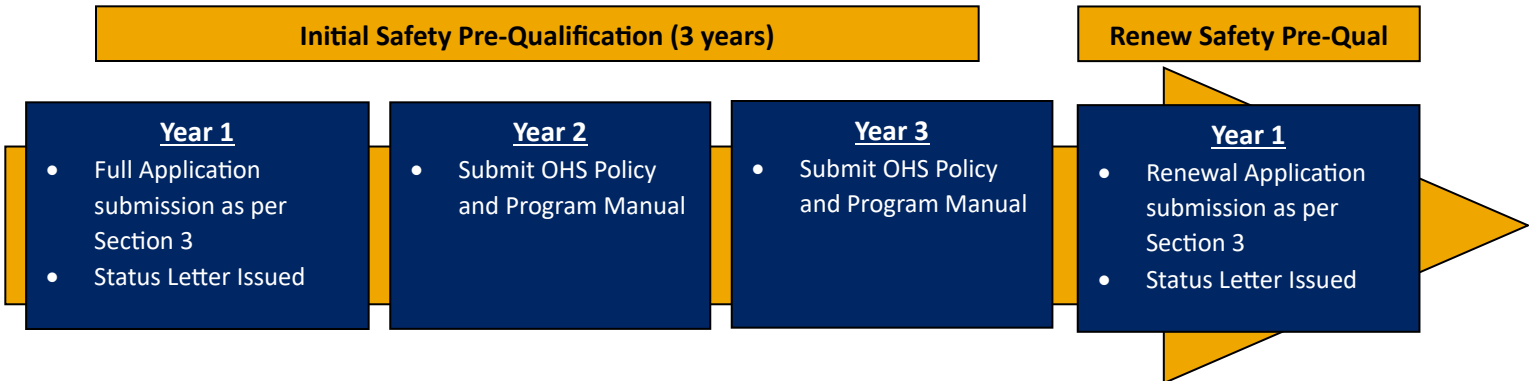 Initial Safety Pre-Qualification (3 years)
Renew Safety Pre-Qual
Year 1
• Full Application
submission as per
Section 3
• Status Letter Issued
Year 2
• Submit OHS Policy
and Program Manual
Year 3
• Submit OHS Policy
and Program Manual
Year 1
• Renewal Application
submission as per
Section 3
• Status Letter Issued